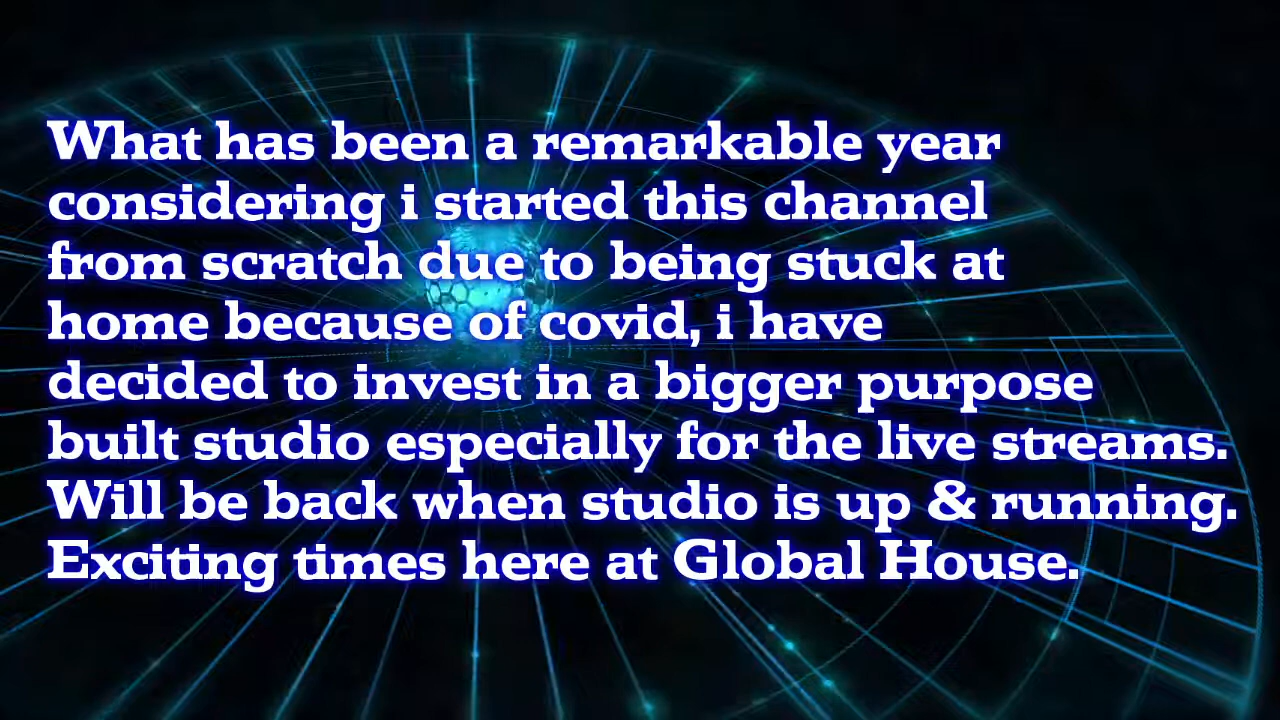 What has been a remarkable year
considering i started this channel
from scratch due to being stuck at
home because of covid, i have
decided to invest in a bigger purpose
built studio especially for the live streams.
Will be back when studio is up & running.
Exciting times here at Global House.